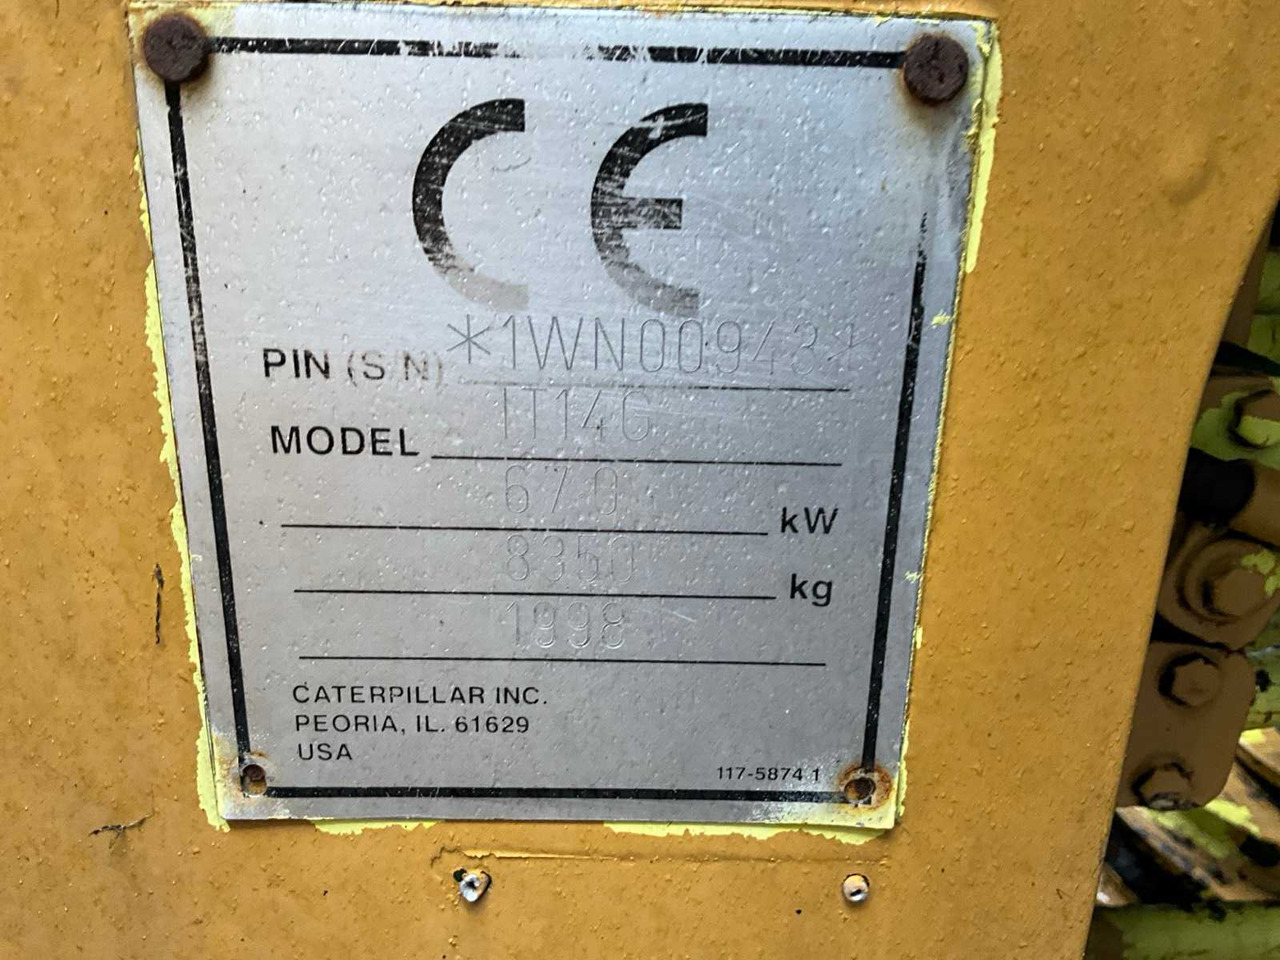 CE
PIN (S/N) *1WN00943*
MODEL IT14G
67.0 kW
8350 kg
1998
CATERPILLAR INC.
PEORIA, IL. 61629
USA
117-5874 1